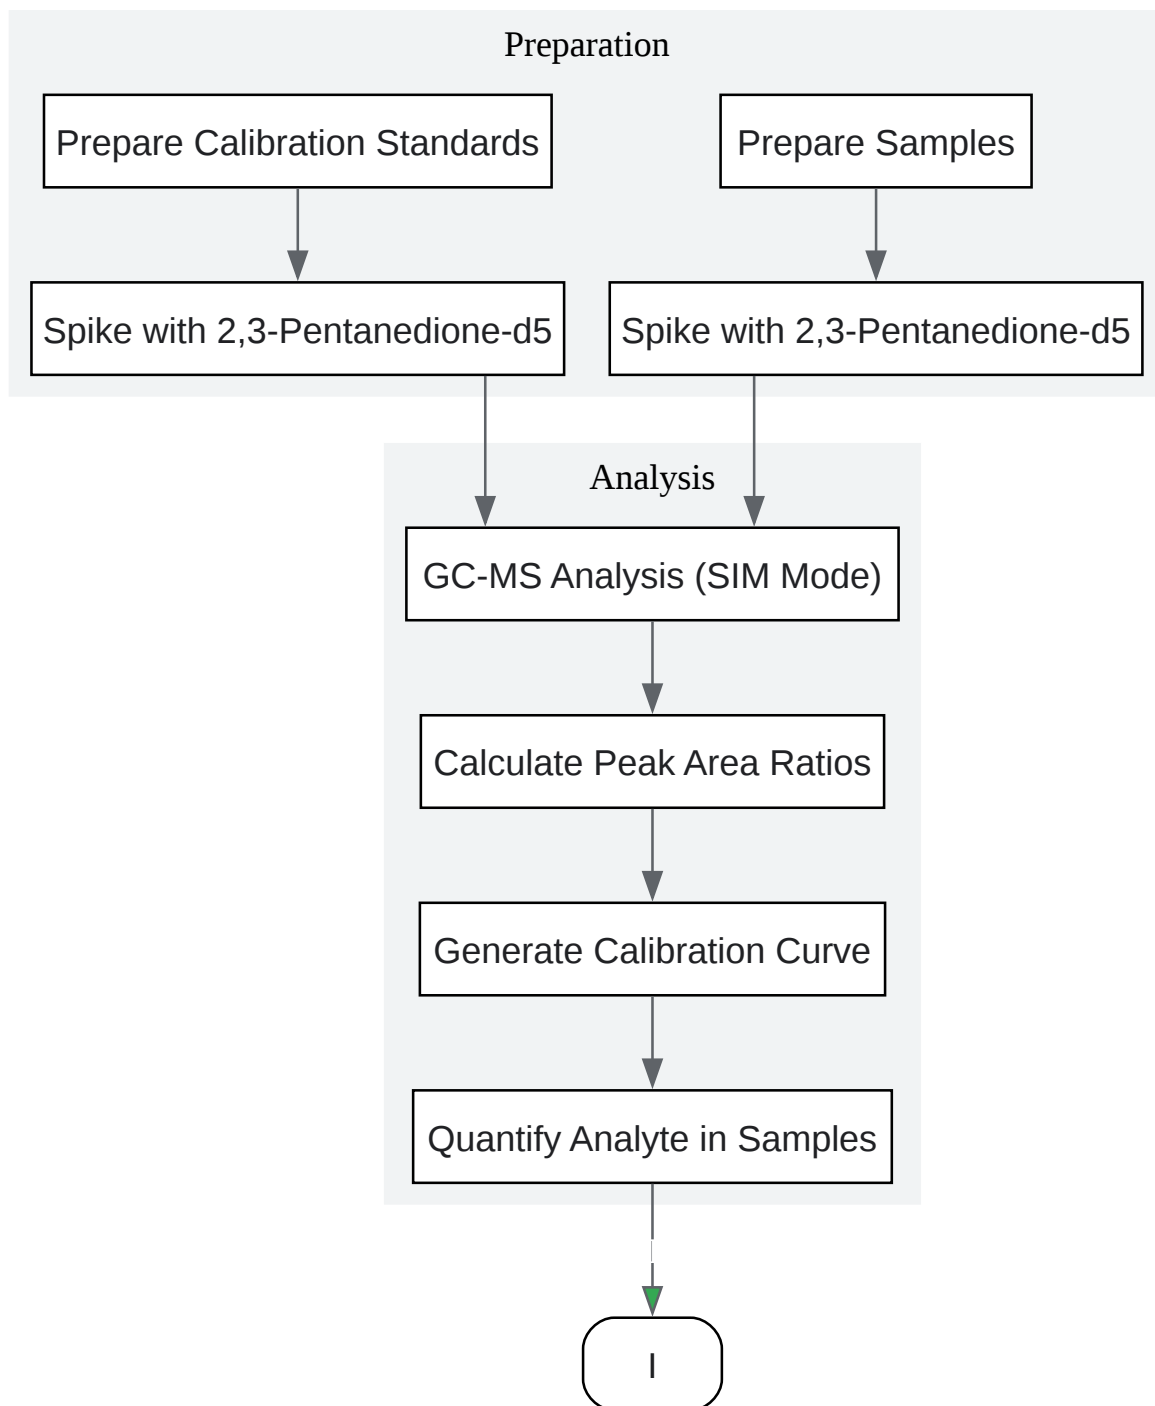 Preparation
Prepare Calibration Standards
Prepare Samples
Spike with 2,3-Pentanedione-d5
Spike with 2,3-Pentanedione-d5
Analysis
GC-MS Analysis (SIM Mode)
Calculate Peak Area Ratios
Generate Calibration Curve
Quantify Analyte in Samples
I